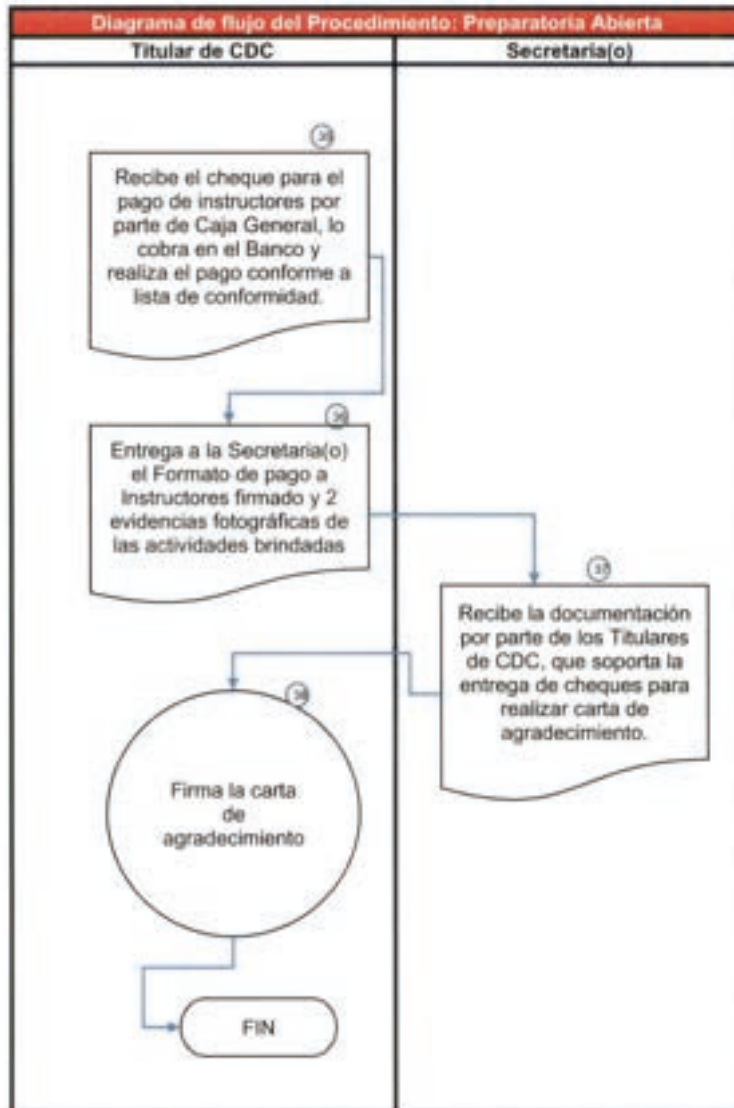 Diagrama de flujo del Procedimiento: Preparatoria Abierta
Titular de CDC
Secretaria(o)
35
Recibe el cheque para el
pago de instructores por
parte de Caja General, lo
cobra en el Banco y
realiza el pago conforme a
lista de conformidad.
36
Entrega a la Secretaria(o)
el Formato de pago a
Instructores firmado y 2
evidencias fotográficas de
las actividades brindadas
37
Recibe la documentación
por parte de los Titulares
de CDC, que soporta la
entrega de cheques para
realizar carta de
agradecimiento.
38
Firma la carta
de
agradecimiento
FIN